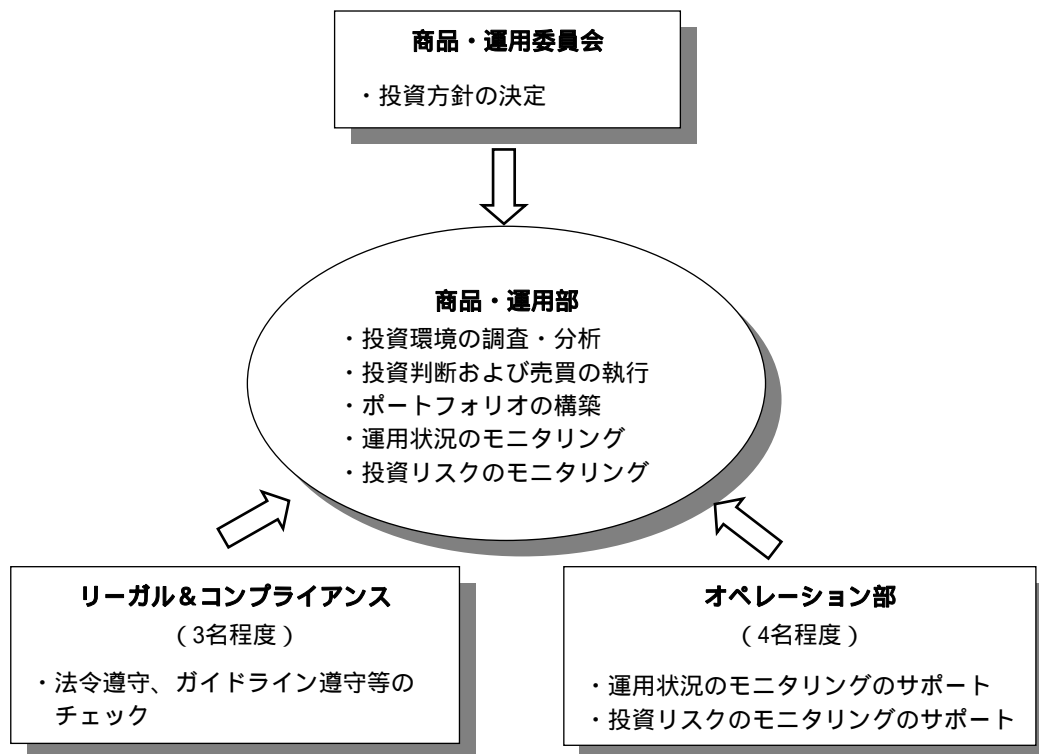 商品・運用委員会
・投資方針の決定
商品・運用部
・投資環境の調査・分析
・投資判断および売買の執行
・ポートフォリオの構築
・運用状況のモニタリング
・投資リスクのモニタリング
リーガル＆コンプライアンス
（3名程度）
・法令遵守、ガイドライン遵守等の
チェック
オペレーション部
（4名程度）
・運用状況のモニタリングのサポート
・投資リスクのモニタリングのサポート